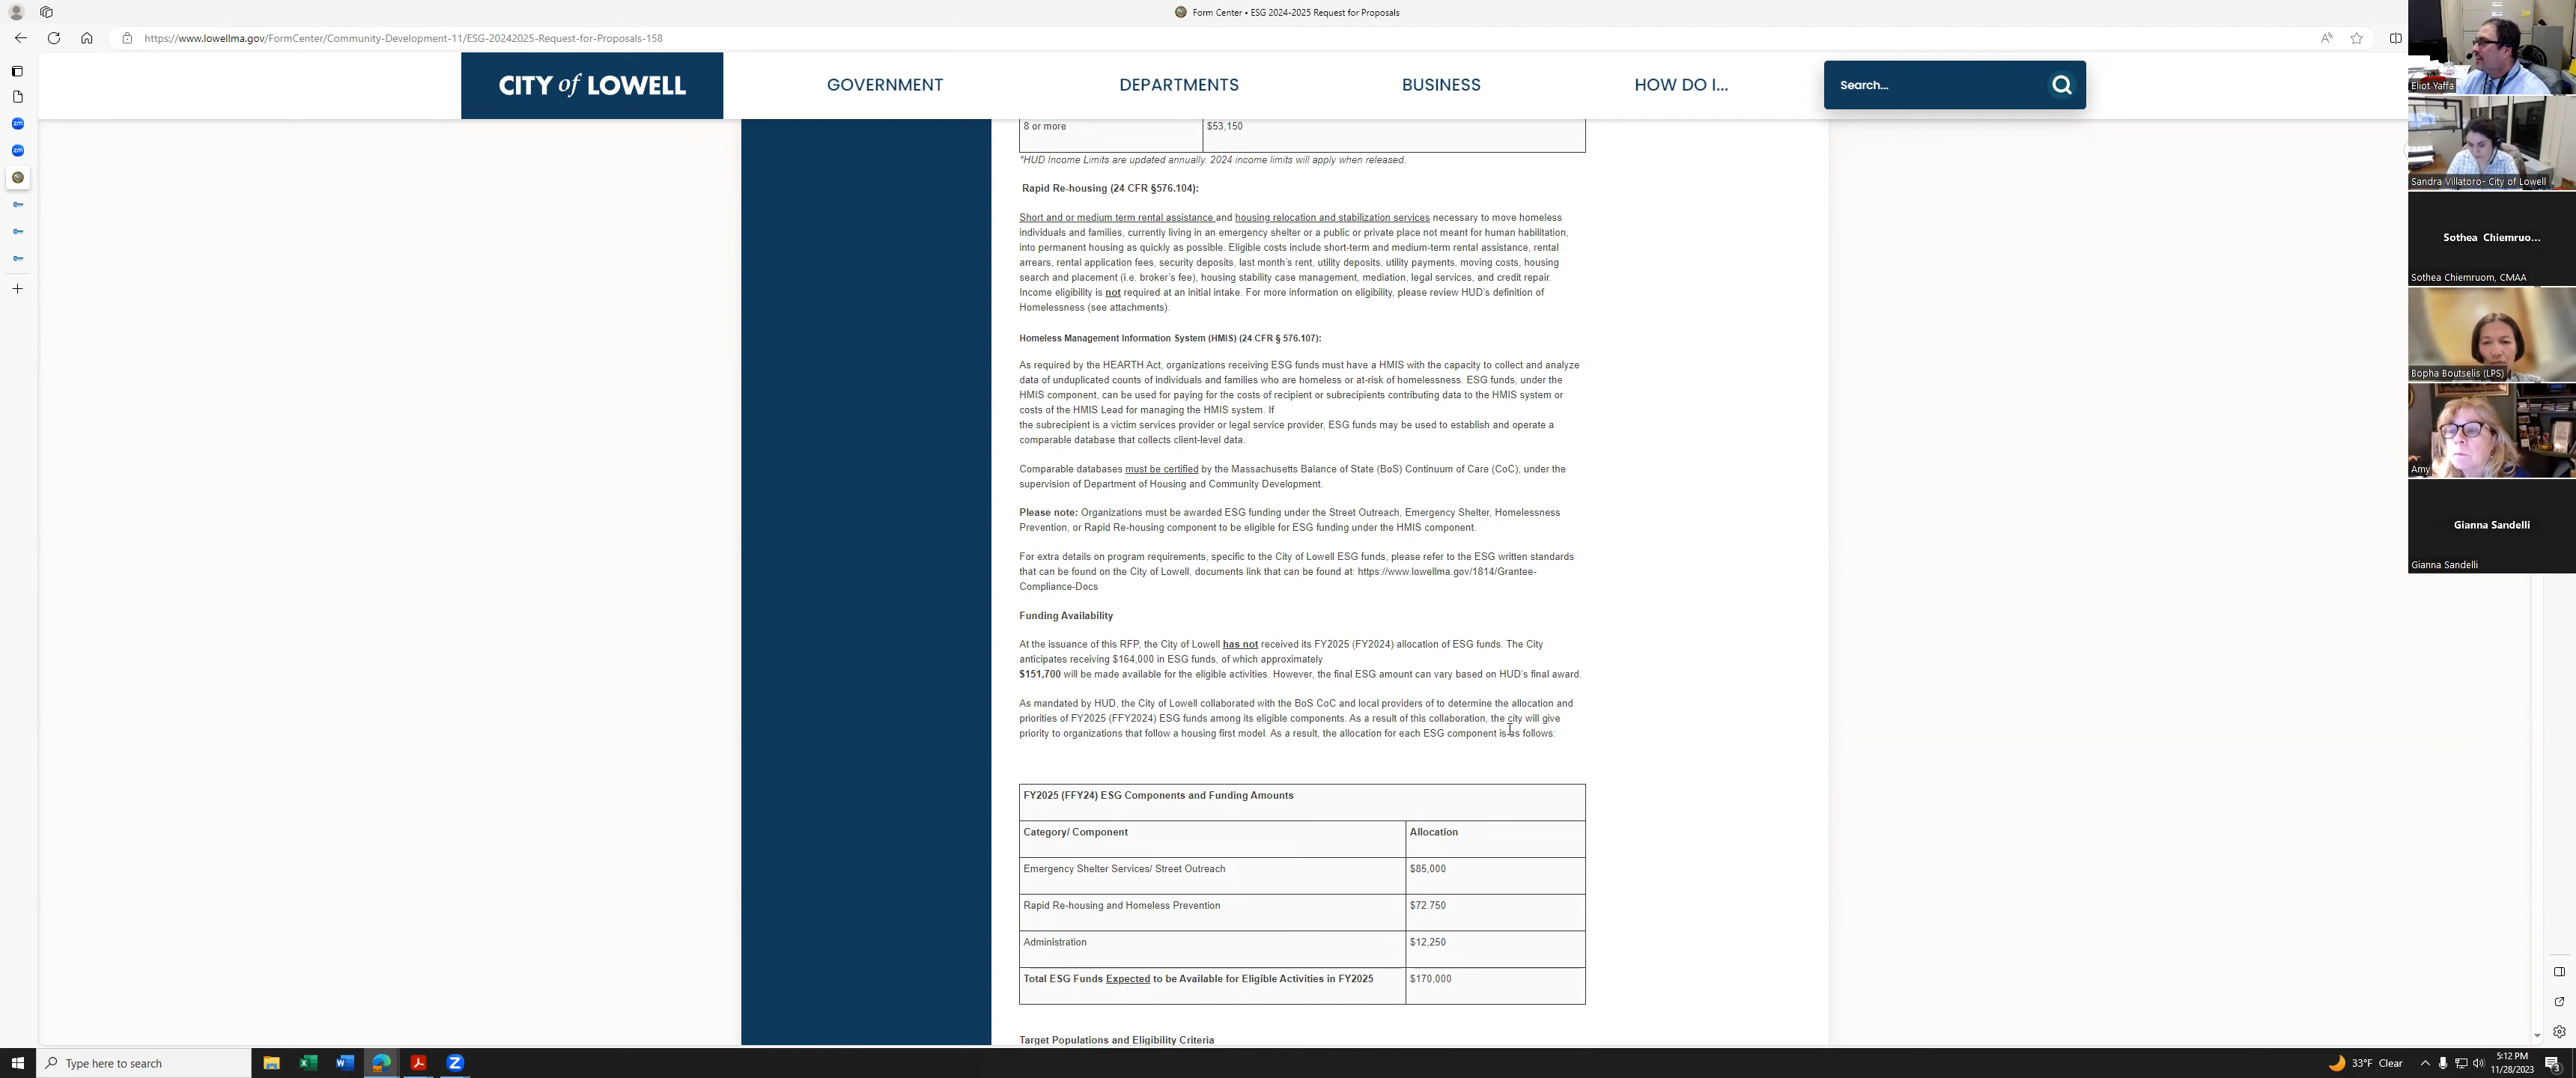 Form Center • ESG 2024-2025 Request for Proposals
https://www.lowellma.gov/FormCenter/Community-Development-11/ESG-20242025-Request-for-Proposals-158
CITY of LOWELL
GOVERNMENT
DEPARTMENTS
BUSINESS
HOW DO I...
Search...
8 or more
$53,150
*HUD Income Limits are updated annually. 2024 income limits will apply when released.
Rapid Re-housing (24 CFR §576.104):
Short and or medium term rental assistance and housing relocation and stabilization services necessary to move homeless
individuals and families, currently living in an emergency shelter or a public or private place not meant for human habilitation,
into permanent housing as quickly as possible. Eligible costs include short-term and medium-term rental assistance, rental
arrears, rental application fees, security deposits, last month's rent, utility deposits, utility payments, moving costs, housing
search and placement (i.e. broker's fee), housing stability case management, mediation, legal services, and credit repair.
Income eligibility is not required at an initial intake. For more information on eligibility, please review HUD's definition of
Homelessness (see attachments).
Homeless Management Information System (HMIS) (24 CFR § 576.107):
As required by the HEARTH Act, organizations receiving ESG funds must have a HMIS with the capacity to collect and analyze
data of unduplicated counts of individuals and families who are homeless or at-risk of homelessness. ESG funds, under the
HMIS component, can be used for paying for the costs of recipient or subrecipients contributing data to the HMIS system or
costs of the HMIS Lead for managing the HMIS system. If
the subrecipient is a victim services provider or legal service provider, ESG funds may be used to establish and operate a
comparable database that collects client-level data.
Comparable databases must be certified by the Massachusetts Balance of State (BoS) Continuum of Care (CoC), under the
supervision of Department of Housing and Community Development.
Please note: Organizations must be awarded ESG funding under the Street Outreach, Emergency Shelter, Homelessness
Prevention, or Rapid Re-housing component to be eligible for ESG funding under the HMIS component.
For extra details on program requirements, specific to the City of Lowell ESG funds, please refer to the ESG written standards
that can be found on the City of Lowell, documents link that can be found at: https://www.lowellma.gov/1814/Grantee-
Compliance-Docs
Funding Availability
At the issuance of this RFP, the City of Lowell has not received its FY2025 (FY2024) allocation of ESG funds. The City
anticipates receiving $164,000 in ESG funds, of which approximately
$151,700 will be made available for the eligible activities. However, the final ESG amount can vary based on HUD's final award.
As mandated by HUD, the City of Lowell collaborated with the BoS CoC and local providers of to determine the allocation and
priorities of FY2025 (FFY2024) ESG funds among its eligible components. As a result of this collaboration, the city will give
priority to organizations that follow a housing first model. As a result, the allocation for each ESG component is as follows:
FY2025 (FFY24) ESG Components and Funding Amounts
Category/ Component
Allocation
Emergency Shelter Services/ Street Outreach
$85,000
Rapid Re-housing and Homeless Prevention
$72.750
Administration
$12,250
Total ESG Funds Expected to be Available for Eligible Activities in FY2025
$170,000
Target Populations and Eligibility Criteria
Eliot Yaffa
Sandra Villatoro- City of Lowell
Sothea Chiemruo...
Sothea Chiemruom, CMAA
Bopha Boutselis (LPS)
Amy
Gianna Sandelli
Gianna Sandelli
Type here to search
33°F Clear
5:12 PM
11/28/2023